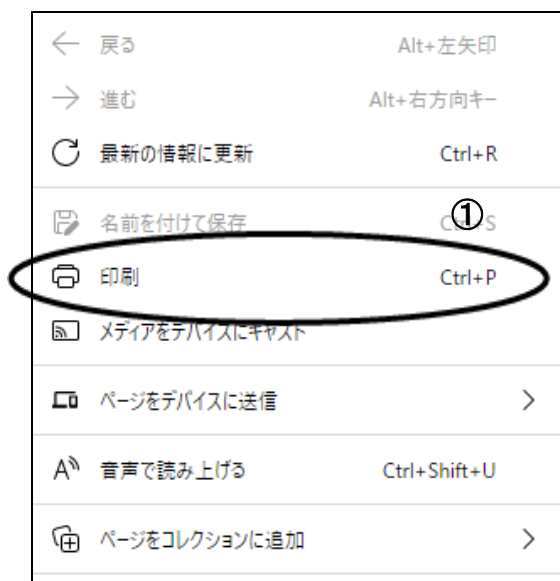 戻る Alt+左矢印
進む Alt+右方向キー
最新の情報に更新 Ctrl+R
①
名前を付けて保存 Ctrl+S
印刷 Ctrl+P
メディアをデバイスにキャスト
ページをデバイスに送信
音声で読み上げる Ctrl+Shift+U
ページをコレクションに追加